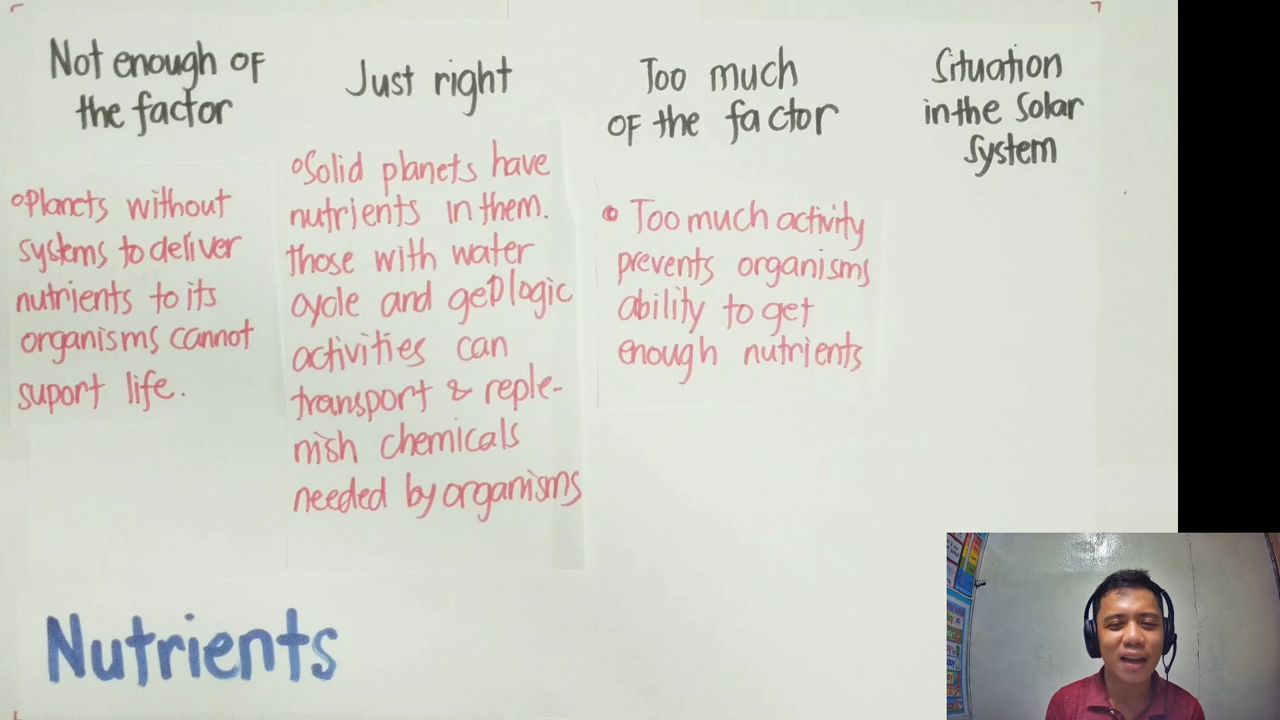 Not enough of
the factor
°Planets without
systems to deliver
nutrients to its
organisms cannot
suport life.
Just right
°Solid planets have
nutrients in them.
those with water
cycle and geologic
activities can
transport & reple-
nish chemicals
needed by organisms
Too much
of the factor
• Too much activity
prevents organisms
ability to get
enough nutrients
Situation
in the Solar
System
Nutrients